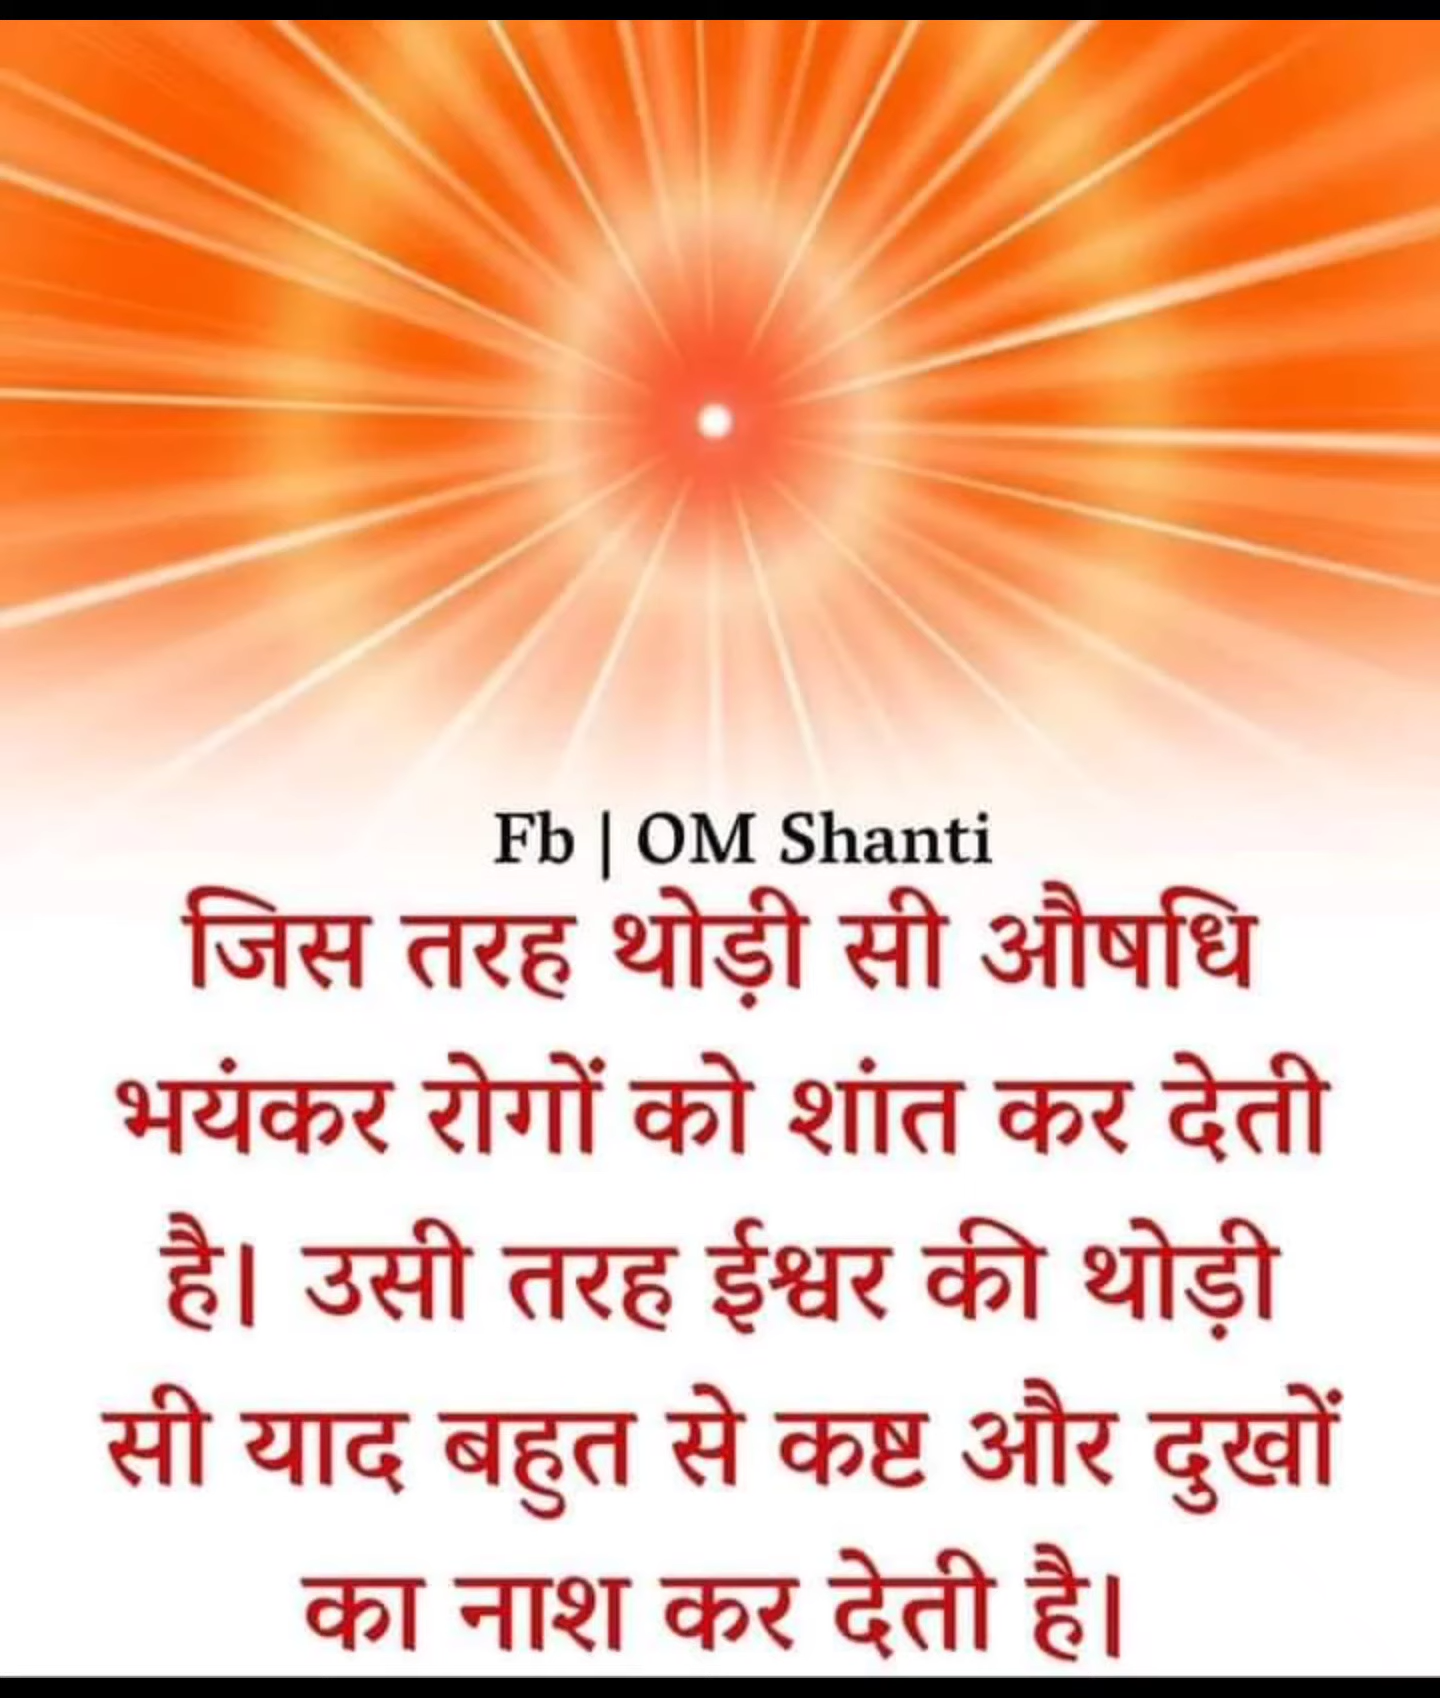 Fb | OM Shanti
जिस तरह थोड़ी सी औषधि
भयंकर रोगों को शांत कर देती
है। उसी तरह ईश्वर की थोड़ी
सी याद बहुत से कष्ट और दुखों
का नाश कर देती है।